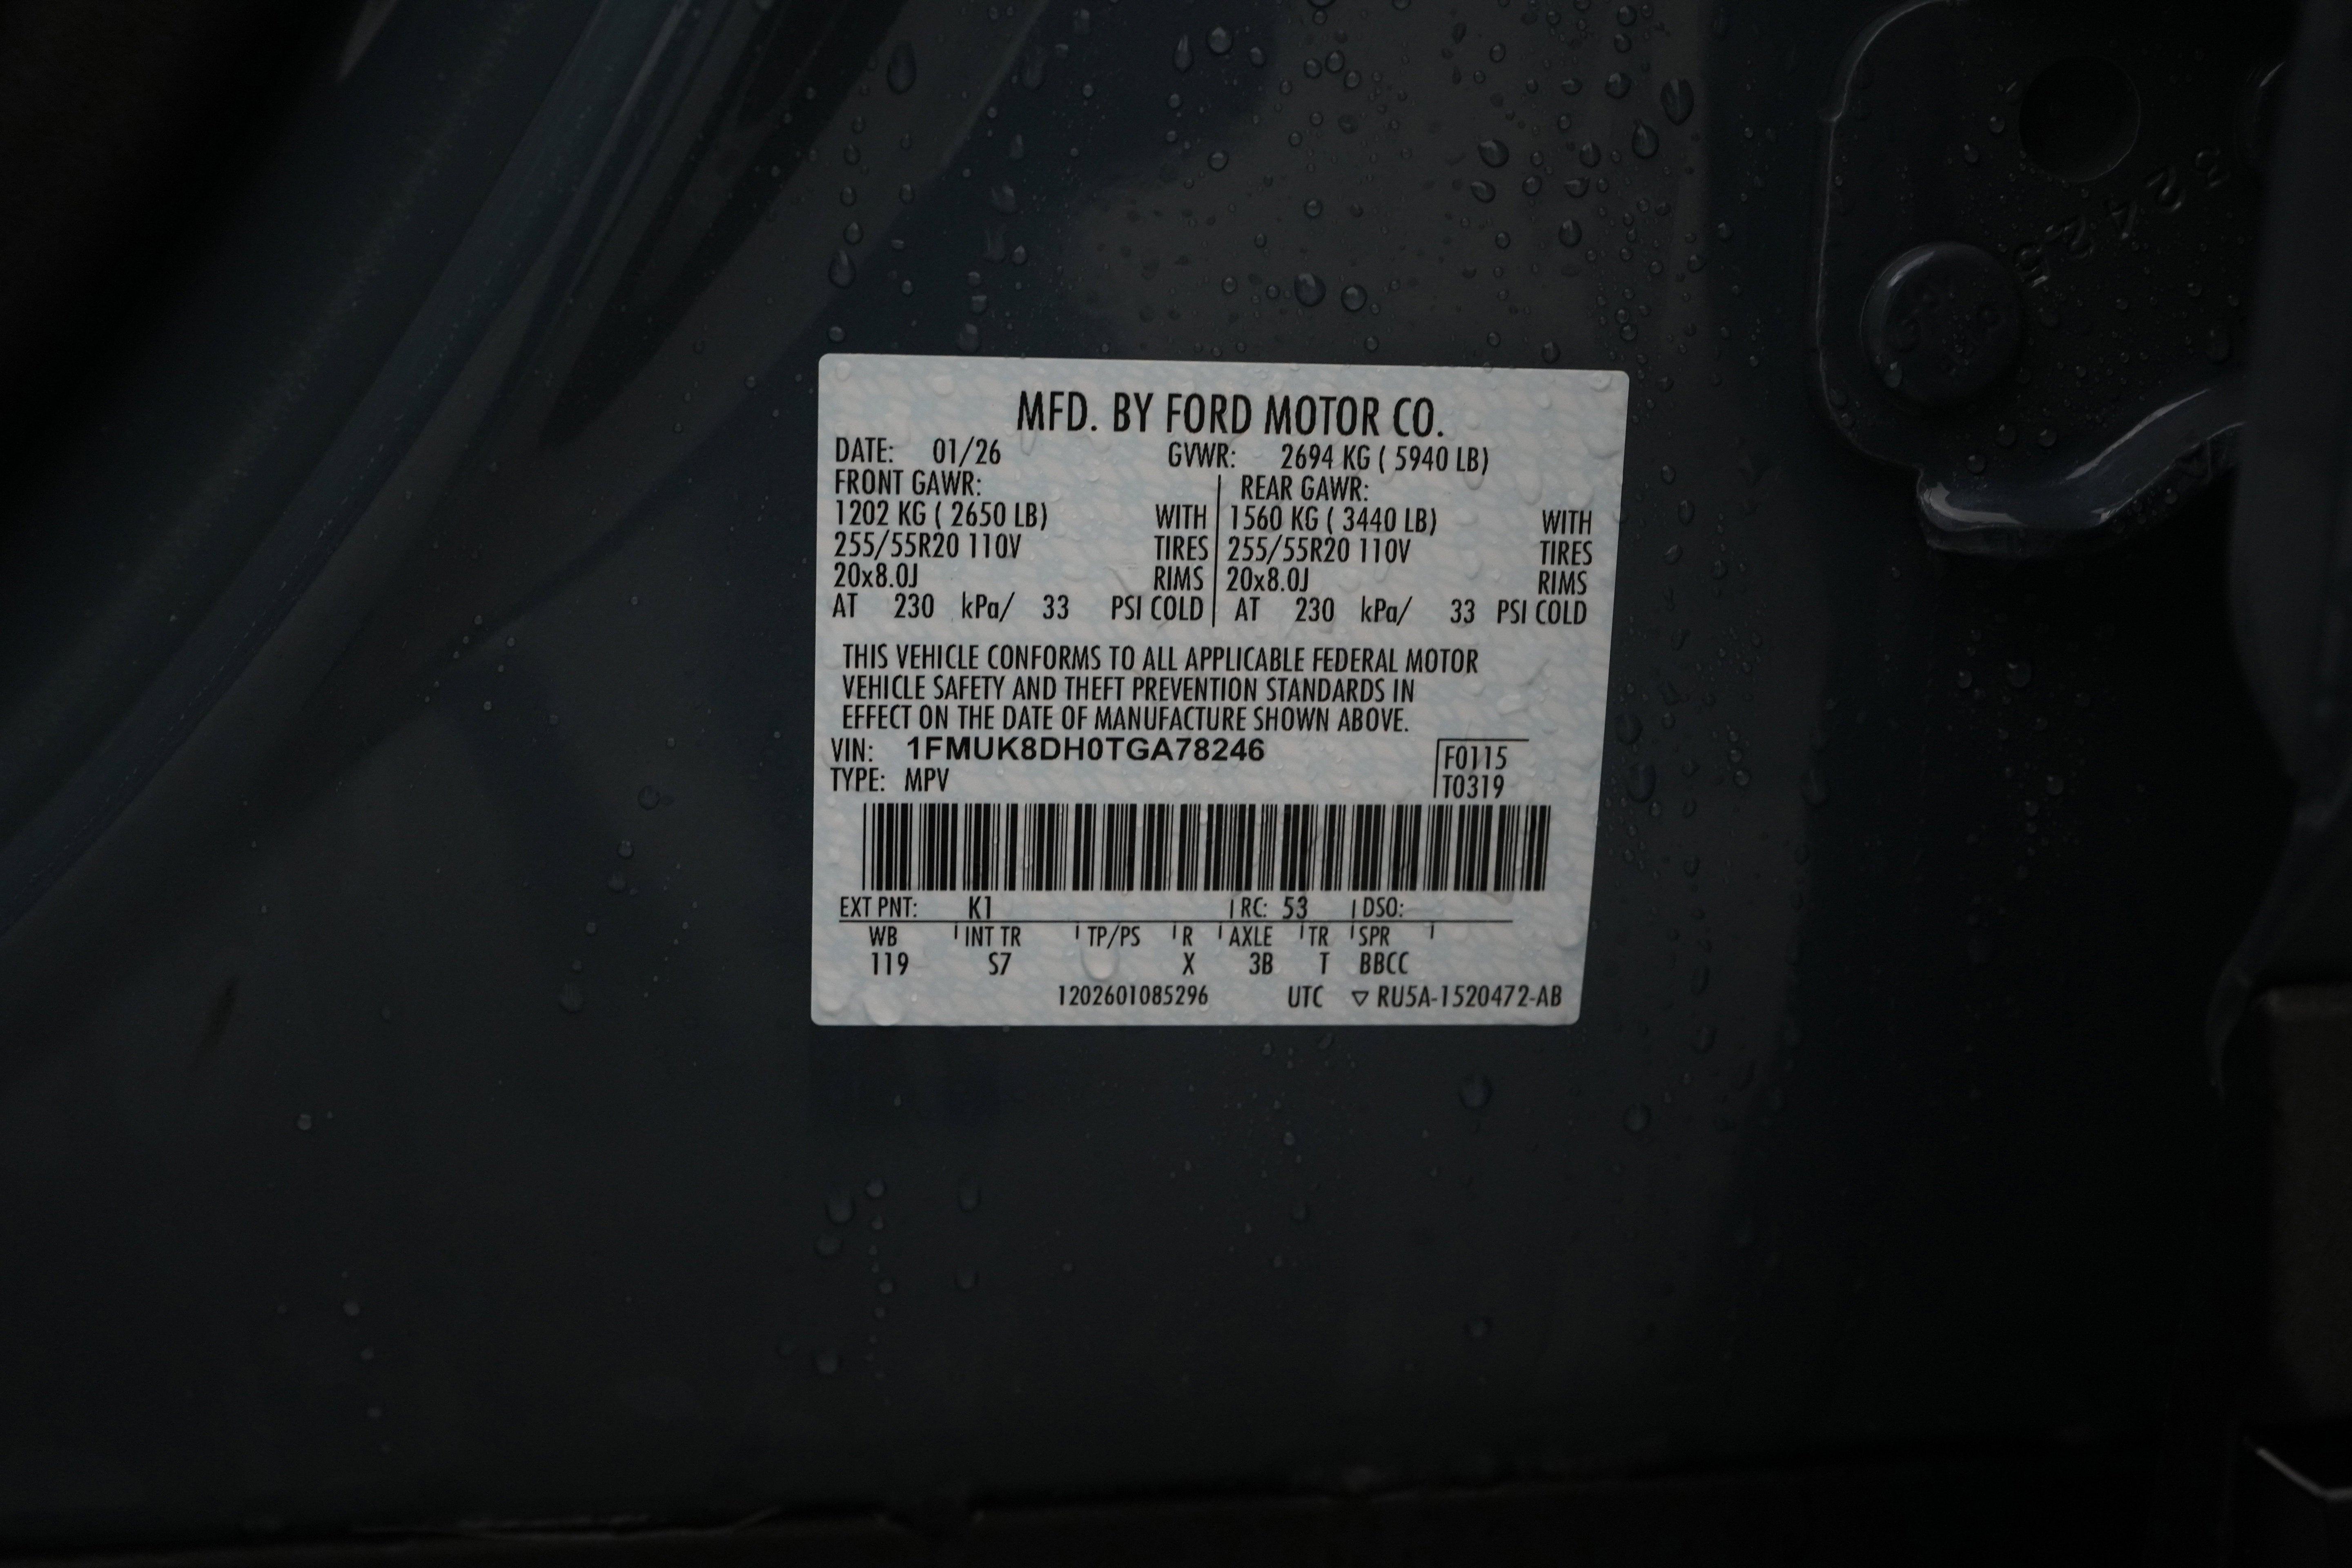 MFD. BY FORD MOTOR CO.
DATE: 01/26 GVWR: 2694 KG ( 5940 LB)
FRONT GAWR: REAR GAWR:
1202 KG ( 2650 LB) WITH 1560 KG ( 3440 LB) WITH
255/55R20 110V TIRES 255/55R20 110V TIRES
20x8.0J RIMS 20x8.0J RIMS
AT 230 kPa/ 33 PSI COLD AT 230 kPa/ 33 PSI COLD
THIS VEHICLE CONFORMS TO ALL APPLICABLE FEDERAL MOTOR
VEHICLE SAFETY AND THEFT PREVENTION STANDARDS IN
EFFECT ON THE DATE OF MANUFACTURE SHOWN ABOVE.
VIN: 1FMUK8DH0TGA78246 F0115
TYPE: MPV T0319
EXT PNT: K1 RC: 53 DSO:
WB INT TR TP/PS R AXLE TR SPR
119 S7 X 3B T BBCC
1202601085296 UTC ▽ RU5A-1520472-AB